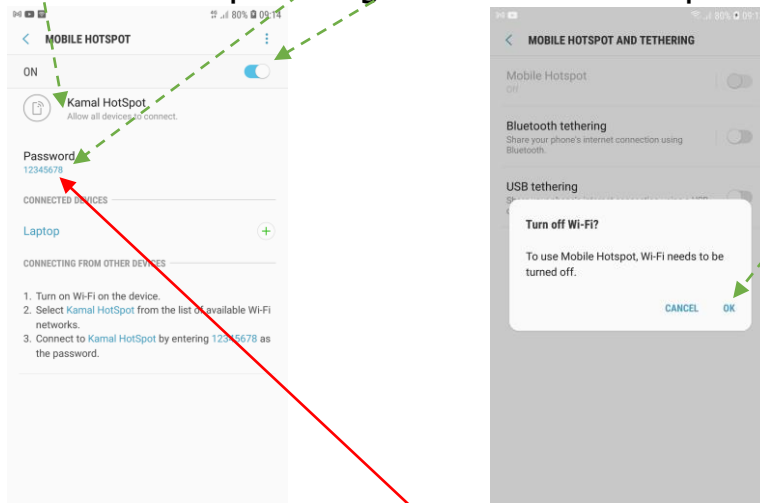 80% 09:14
MOBILE HOTSPOT
ON
Kamal HotSpot
Allow all devices to connect.
Password
12345678
CONNECTED DEVICES
Laptop
CONNECTING FROM OTHER DEVICES
1. Turn on Wi-Fi on the device.
2. Select Kamal HotSpot from the list of available Wi-Fi
networks.
3. Connect to Kamal HotSpot by entering 12345678 as
the password.
80% 09:1
MOBILE HOTSPOT AND TETHERING
Mobile Hotspot
Off
Bluetooth tethering
Share your phone's internet connection using
Bluetooth.
USB tethering
Turn off Wi-Fi?
To use Mobile Hotspot, Wi-Fi needs to be
turned off.
CANCEL OK